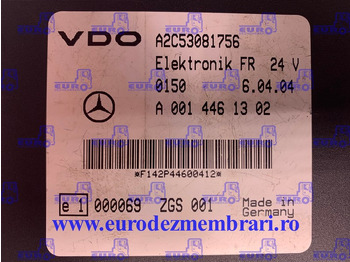 VDO A2C53081756
Elektronik FR 24 V
0150 6.04.04
A 001 446 13 02
*F142P44600412*
e 1 000069 ZGS 001 Made in Germany
www.eurodezmembrari.ro